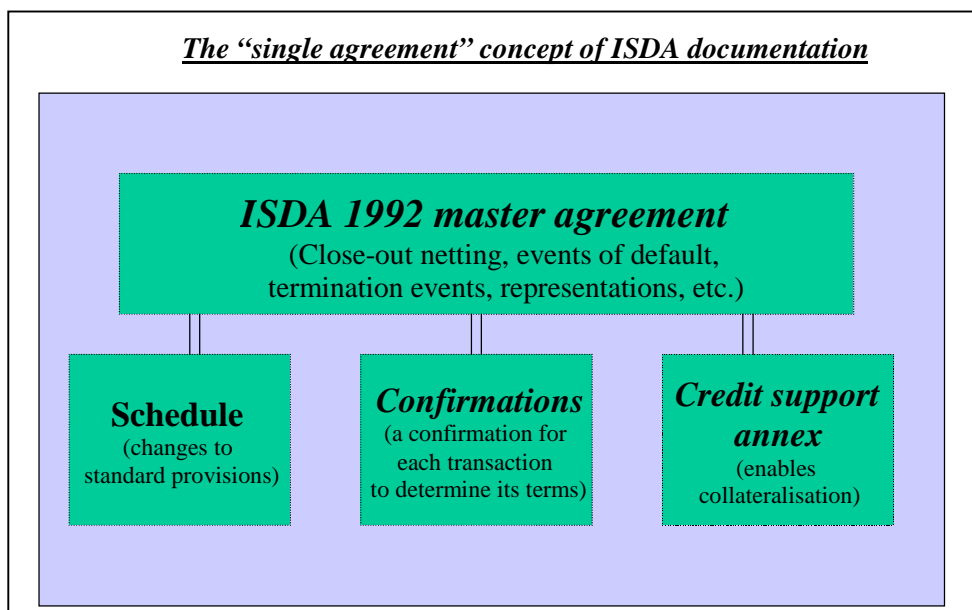 The “single agreement” concept of ISDA documentation
ISDA 1992 master agreement
(Close-out netting, events of default,
termination events, representations, etc.)
Schedule
(changes to
standard provisions)
Confirmations
(a confirmation for
each transaction
to determine its terms)
Credit support
annex
(enables
collateralisation)